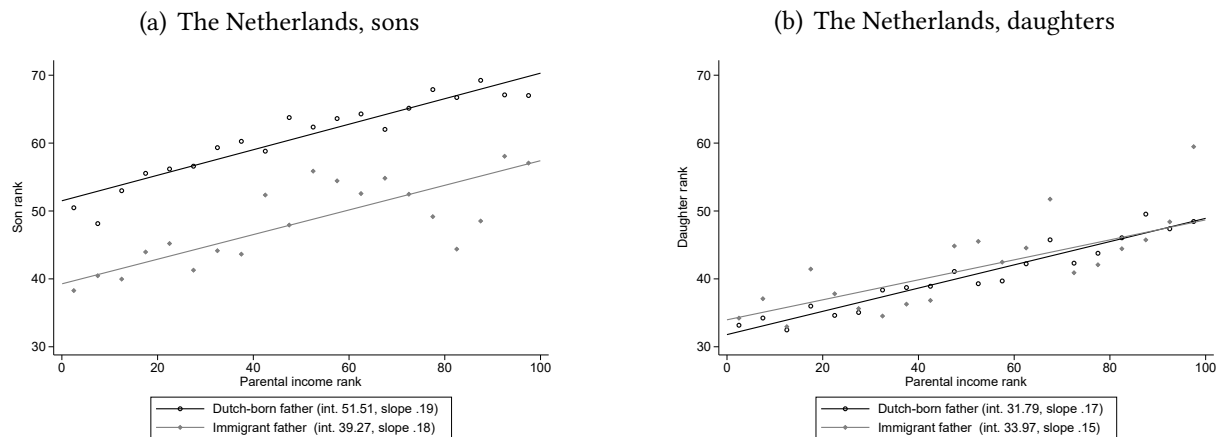 (a) The Netherlands, sons
70
60
50
40
30
Son rank
0 20 40 60 80 100
Parental income rank
Dutch-born father (int. 51.51, slope .19)
Immigrant father (int. 39.27, slope .18)
(b) The Netherlands, daughters
70
60
50
40
30
Daughter rank
0 20 40 60 80 100
Parental income rank
Dutch-born father (int. 31.79, slope .17)
Immigrant father (int. 33.97, slope .15)